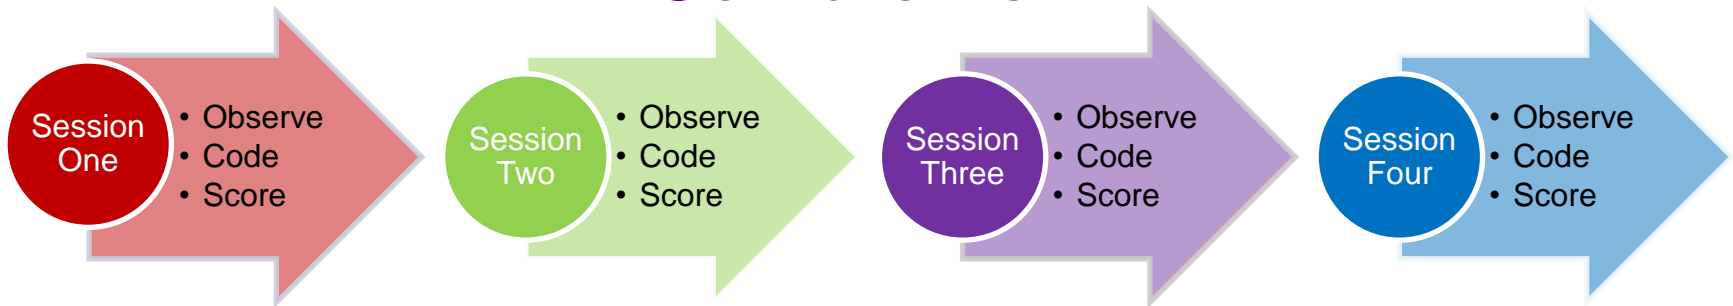 Session
One
• Observe
• Code
• Score
Session
Two
• Observe
• Code
• Score
Session
Three
• Observe
• Code
• Score
Session
Four
• Observe
• Code
• Score